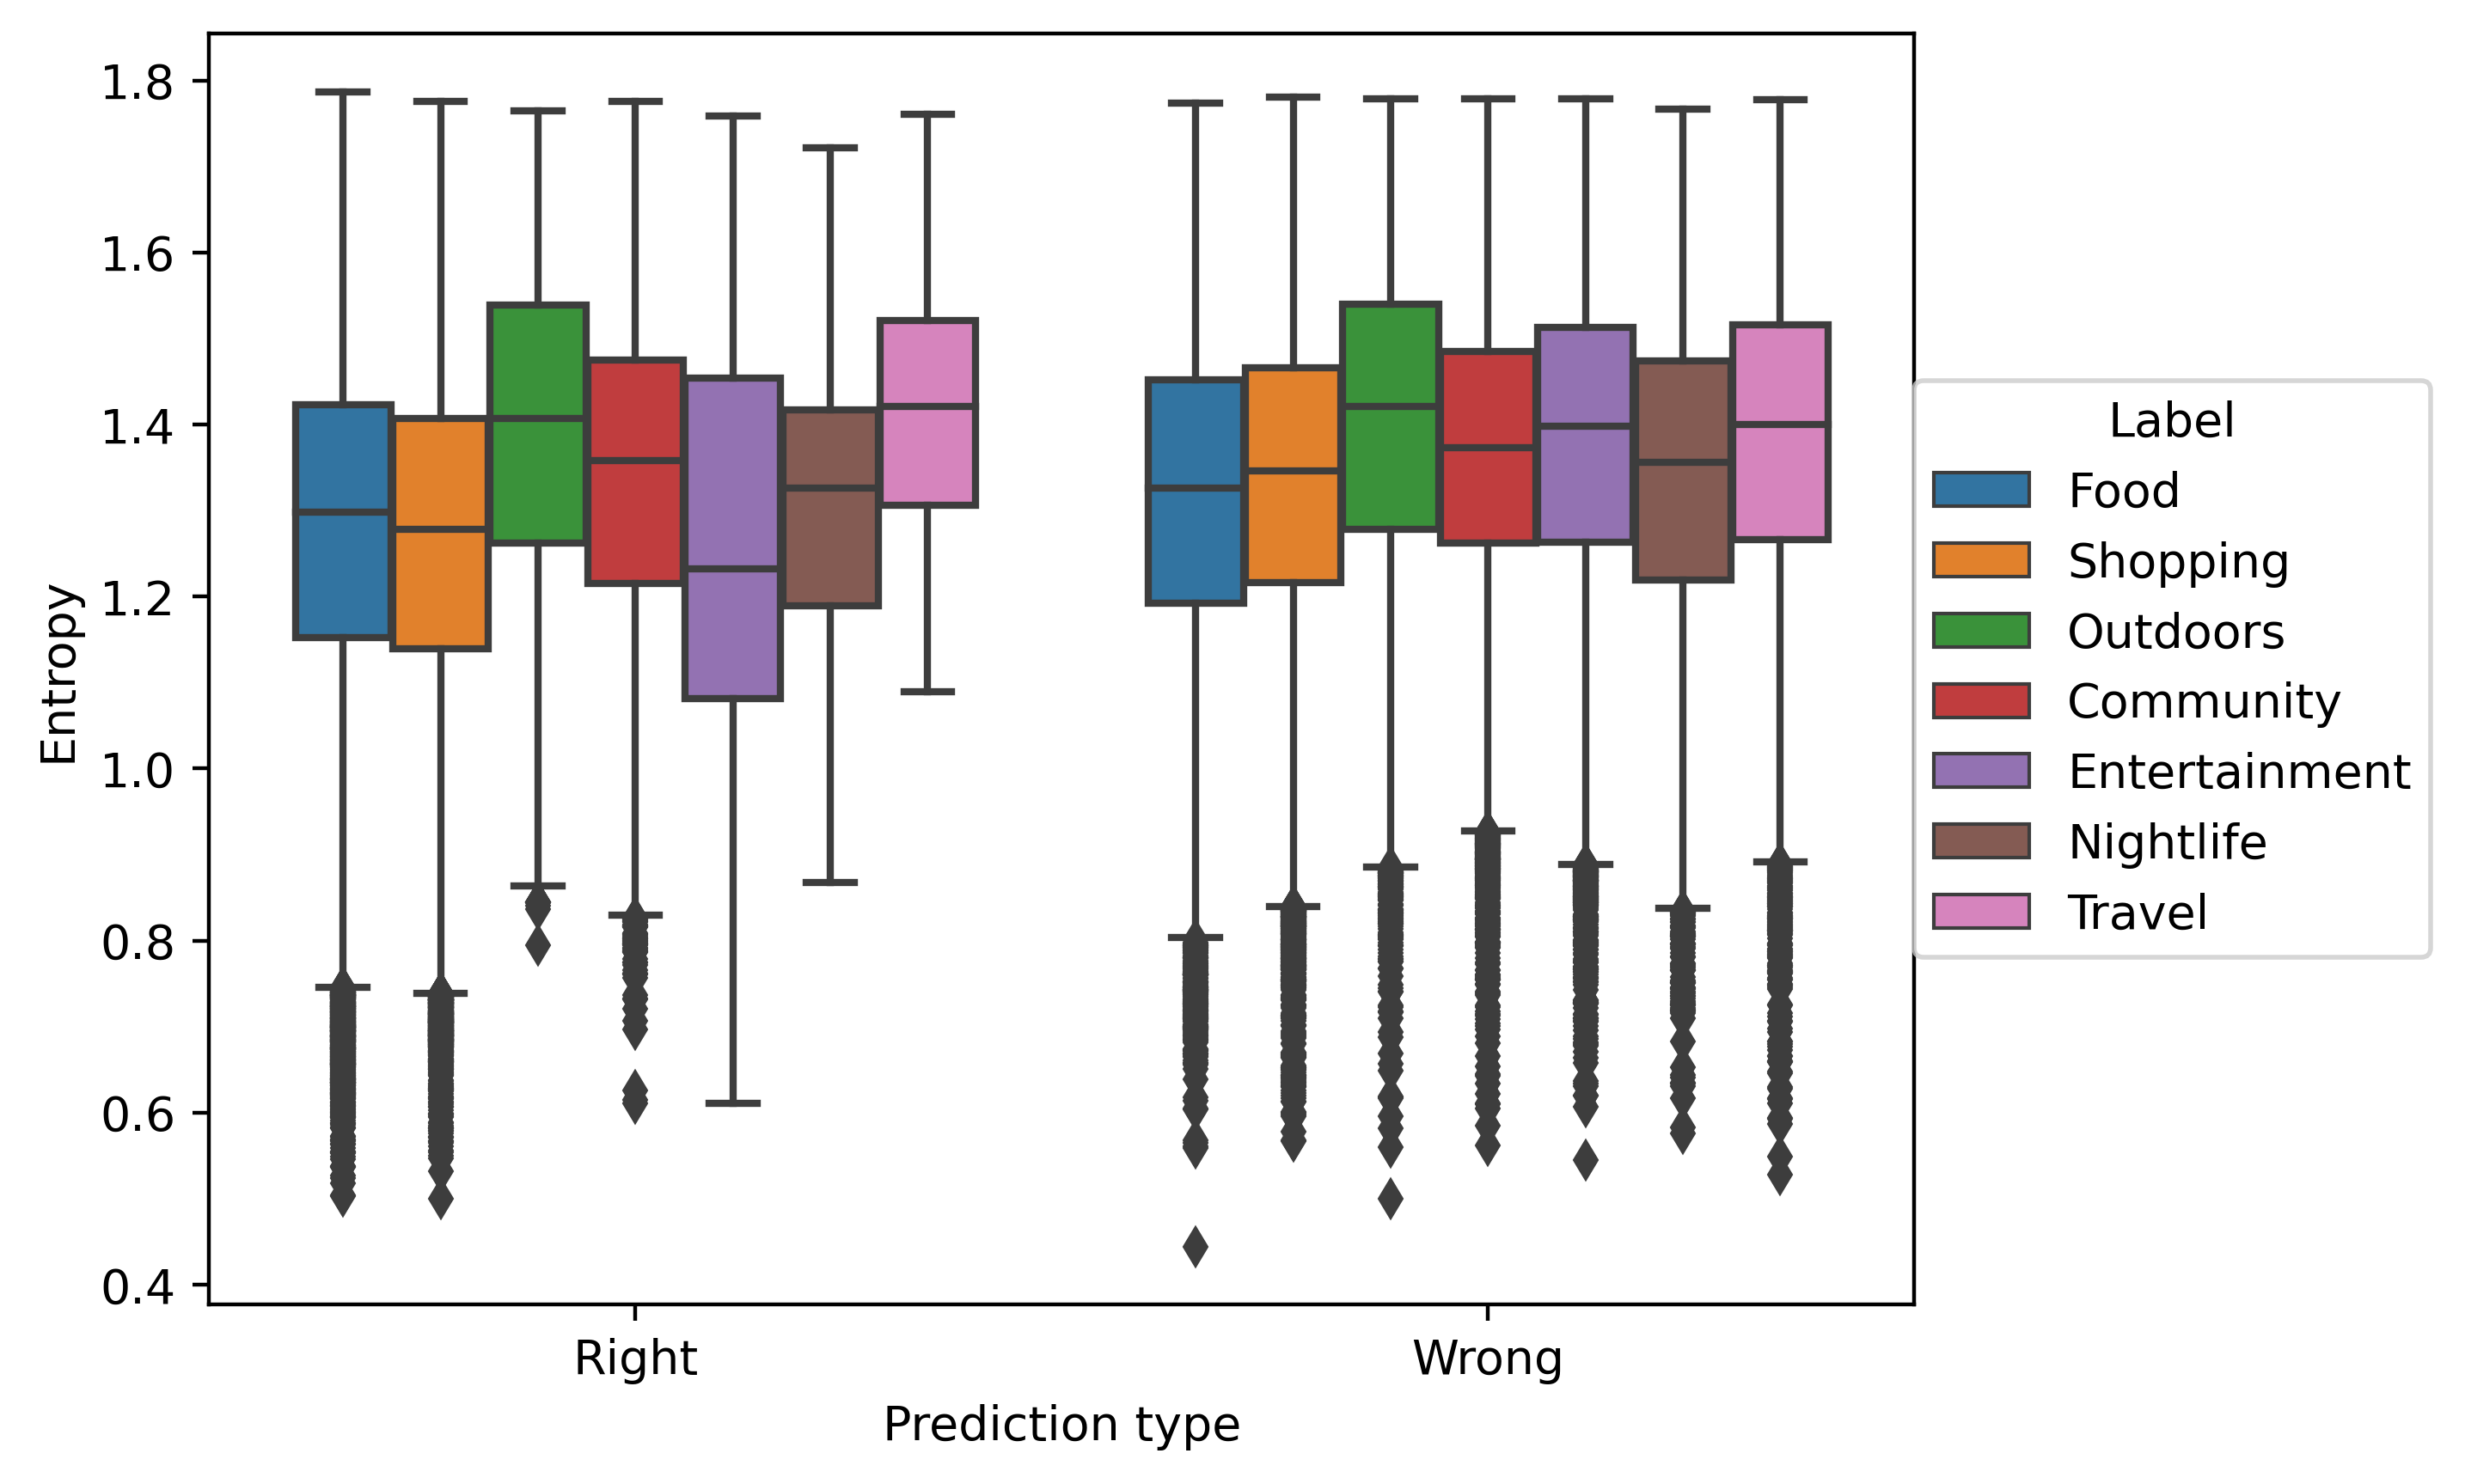 1.8
1.6
1.4
1.2
1.0
0.8
0.6
0.4
Entropy
Right
Wrong
Prediction type
Label
Food
Shopping
Outdoors
Community
Entertainment
Nightlife
Travel